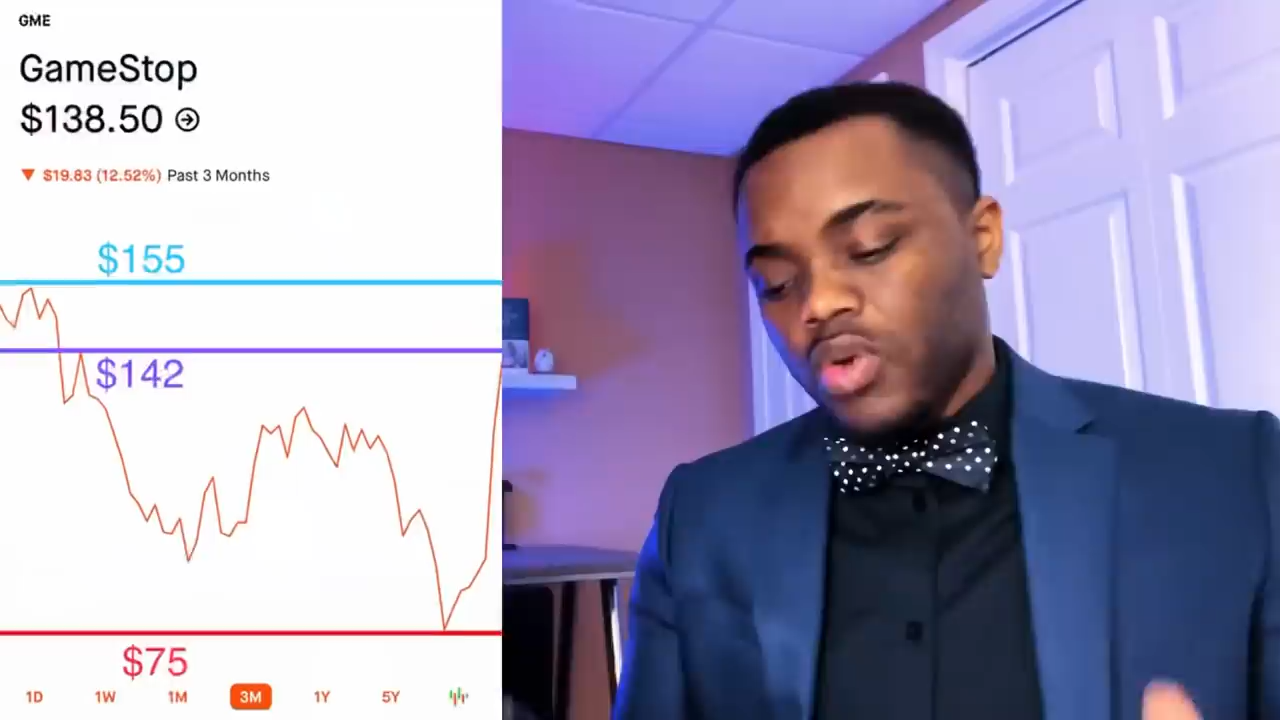 GME
GameStop
$138.50
▼ $19.83 (12.52%) Past 3 Months
$155
$142
$75
1D 1W 1M 3M 1Y 5Y